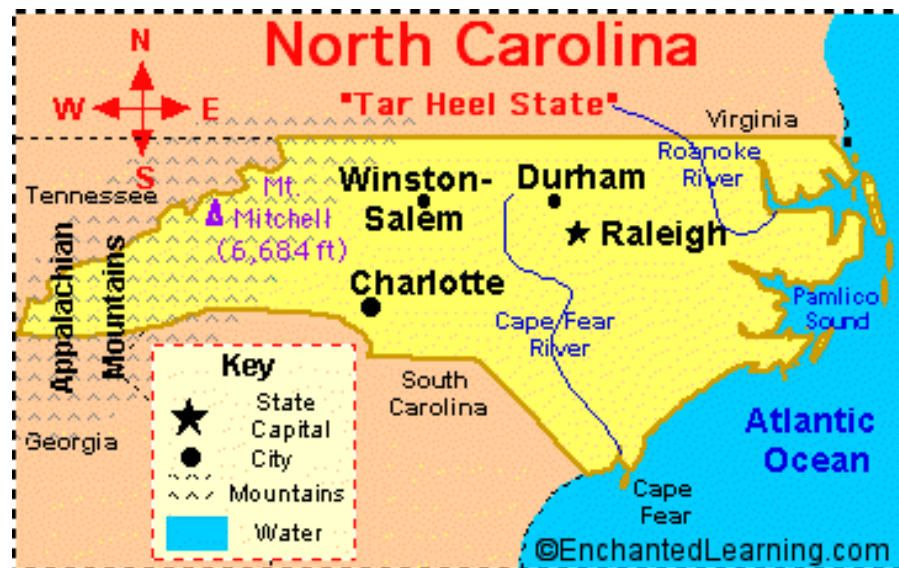 North Carolina
"Tar Heel State"
N
W E
S
Virginia
Roanoke
River
Tennessee
Mt.
Mitchell
(6,684 ft)
Winston-
Salem
Durham
Raleigh
Charlotte
Appalachian
Mountains
Cape Fear
River
Pamlico
Sound
South
Carolina
Georgia
Atlantic
Ocean
Cape
Fear
Key
State
Capital
City
Mountains
Water
©EnchantedLearning.com